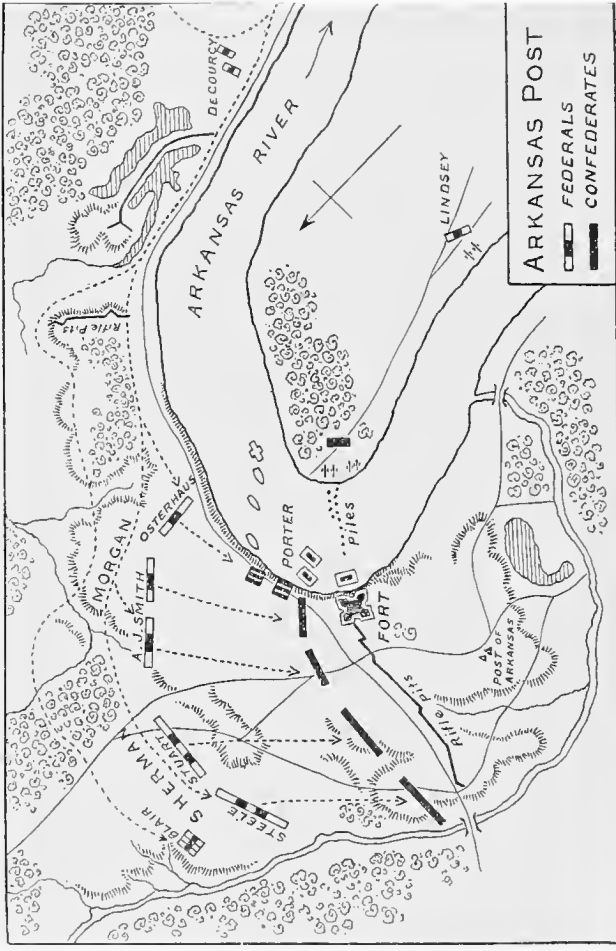 ARKANSAS POST
FEDERALS
CONFEDERATES
ARKANSAS RIVER
DECOURCY
LINDSEY
Rifle Pits
MORGAN
OSTERHAUS
A.J. SMITH
SHERMAN
STUART
STEELE
BLAIR
PORTER
Piles
FORT
Rifle Pits
POST OF
ARKANSAS